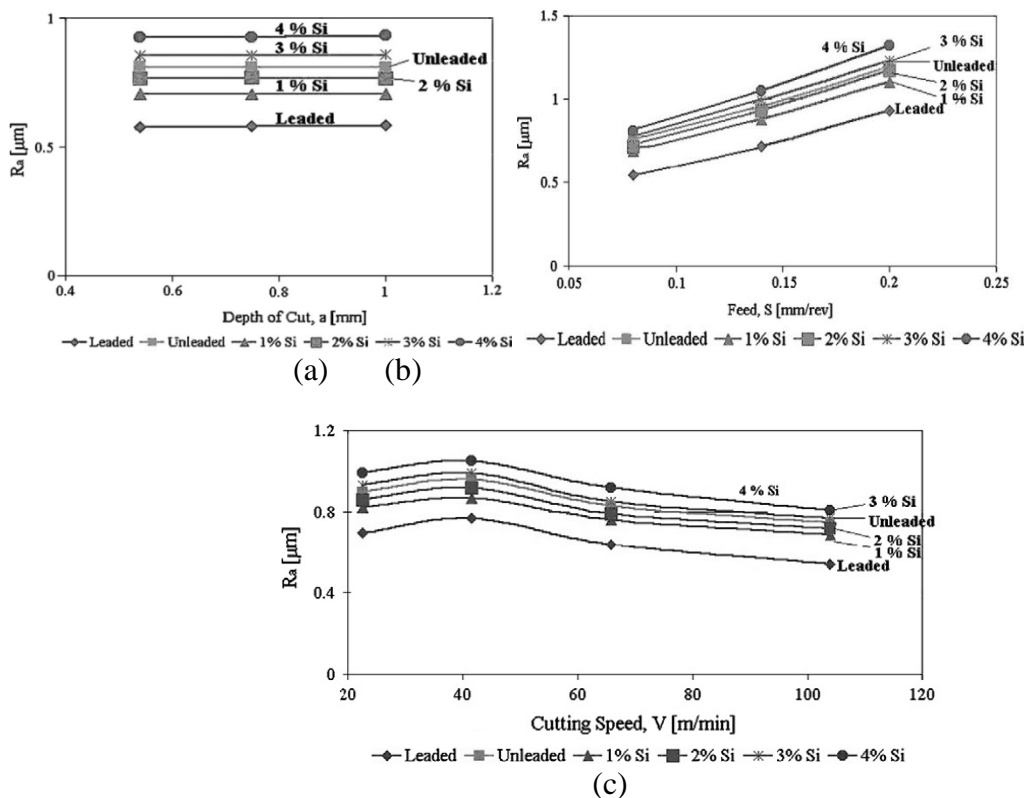 1
4 % Si
3 % Si
Unleaded
2 % Si
1 % Si
Leaded
0.5
0
Ra [µm]
0.4
0.6
0.8
1
1.2
Depth of Cut, a [mm]
Leaded Unleaded 1% Si 2% Si 3% Si 4% Si
1.5
4 % Si
3 % Si
Unleaded
2 % Si
1 % Si
Leaded
1
0.5
0
Ra [µm]
0.05
0.1
0.15
0.2
0.25
Feed, S [mm/rev]
Leaded Unleaded 1% Si 2% Si 3% Si 4% Si
(a) (b)
1.2
0.8
0.4
0
Ra [µm]
4 % Si
3 % Si
Unleaded
2 % Si
1 % Si
Leaded
20
40
60
80
100
120
Cutting Speed, V [m/min]
Leaded Unleaded 1% Si 2% Si 3% Si 4% Si
(c)